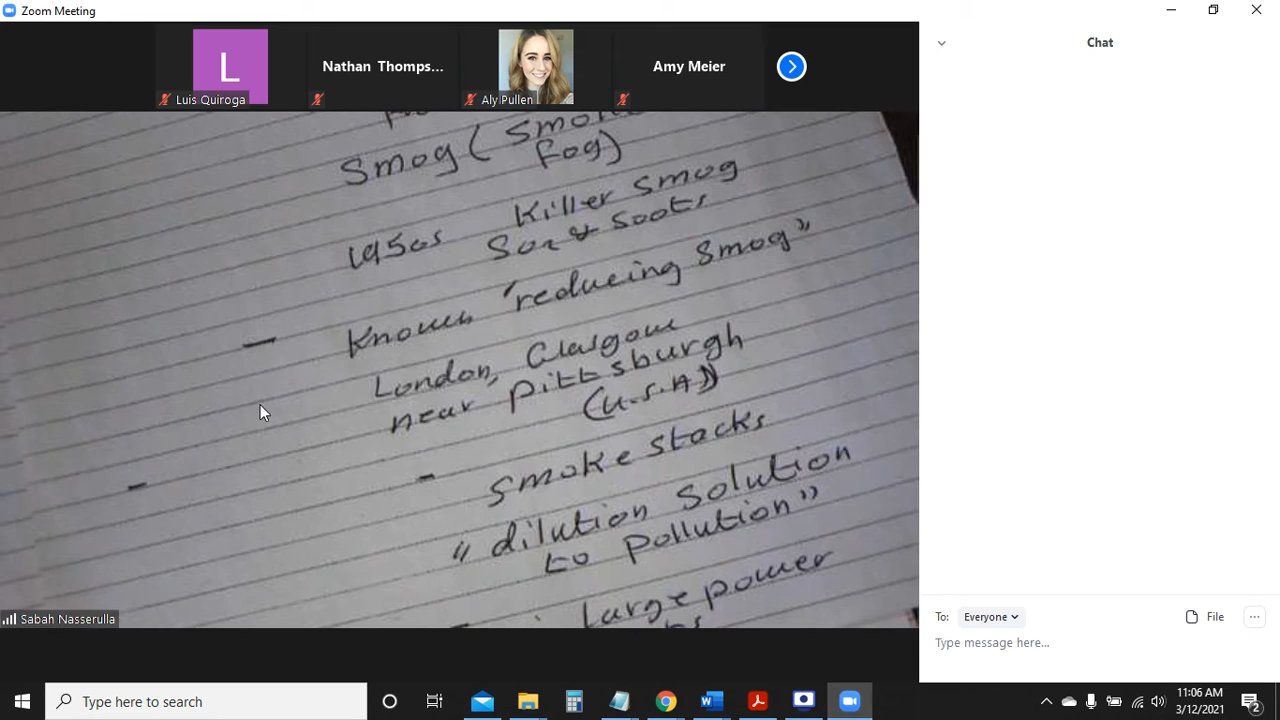 Zoom Meeting
Chat
L
Luis Quiroga
Nathan Thomps...
Aly Pullen
Amy Meier
Smog ( Smoke
Fog)
1950s Killer Smog
SO2 & Soots
- Known "reducing Smog"
London, Glasgow
near Pittsburgh
(U.S.A)
- - Smoke stacks
"dilution Solution
to pollution"
large power
Sabah Nasserulla
To: Everyone File ...
Type message here...
Type here to search
11:06 AM
3/12/2021
2